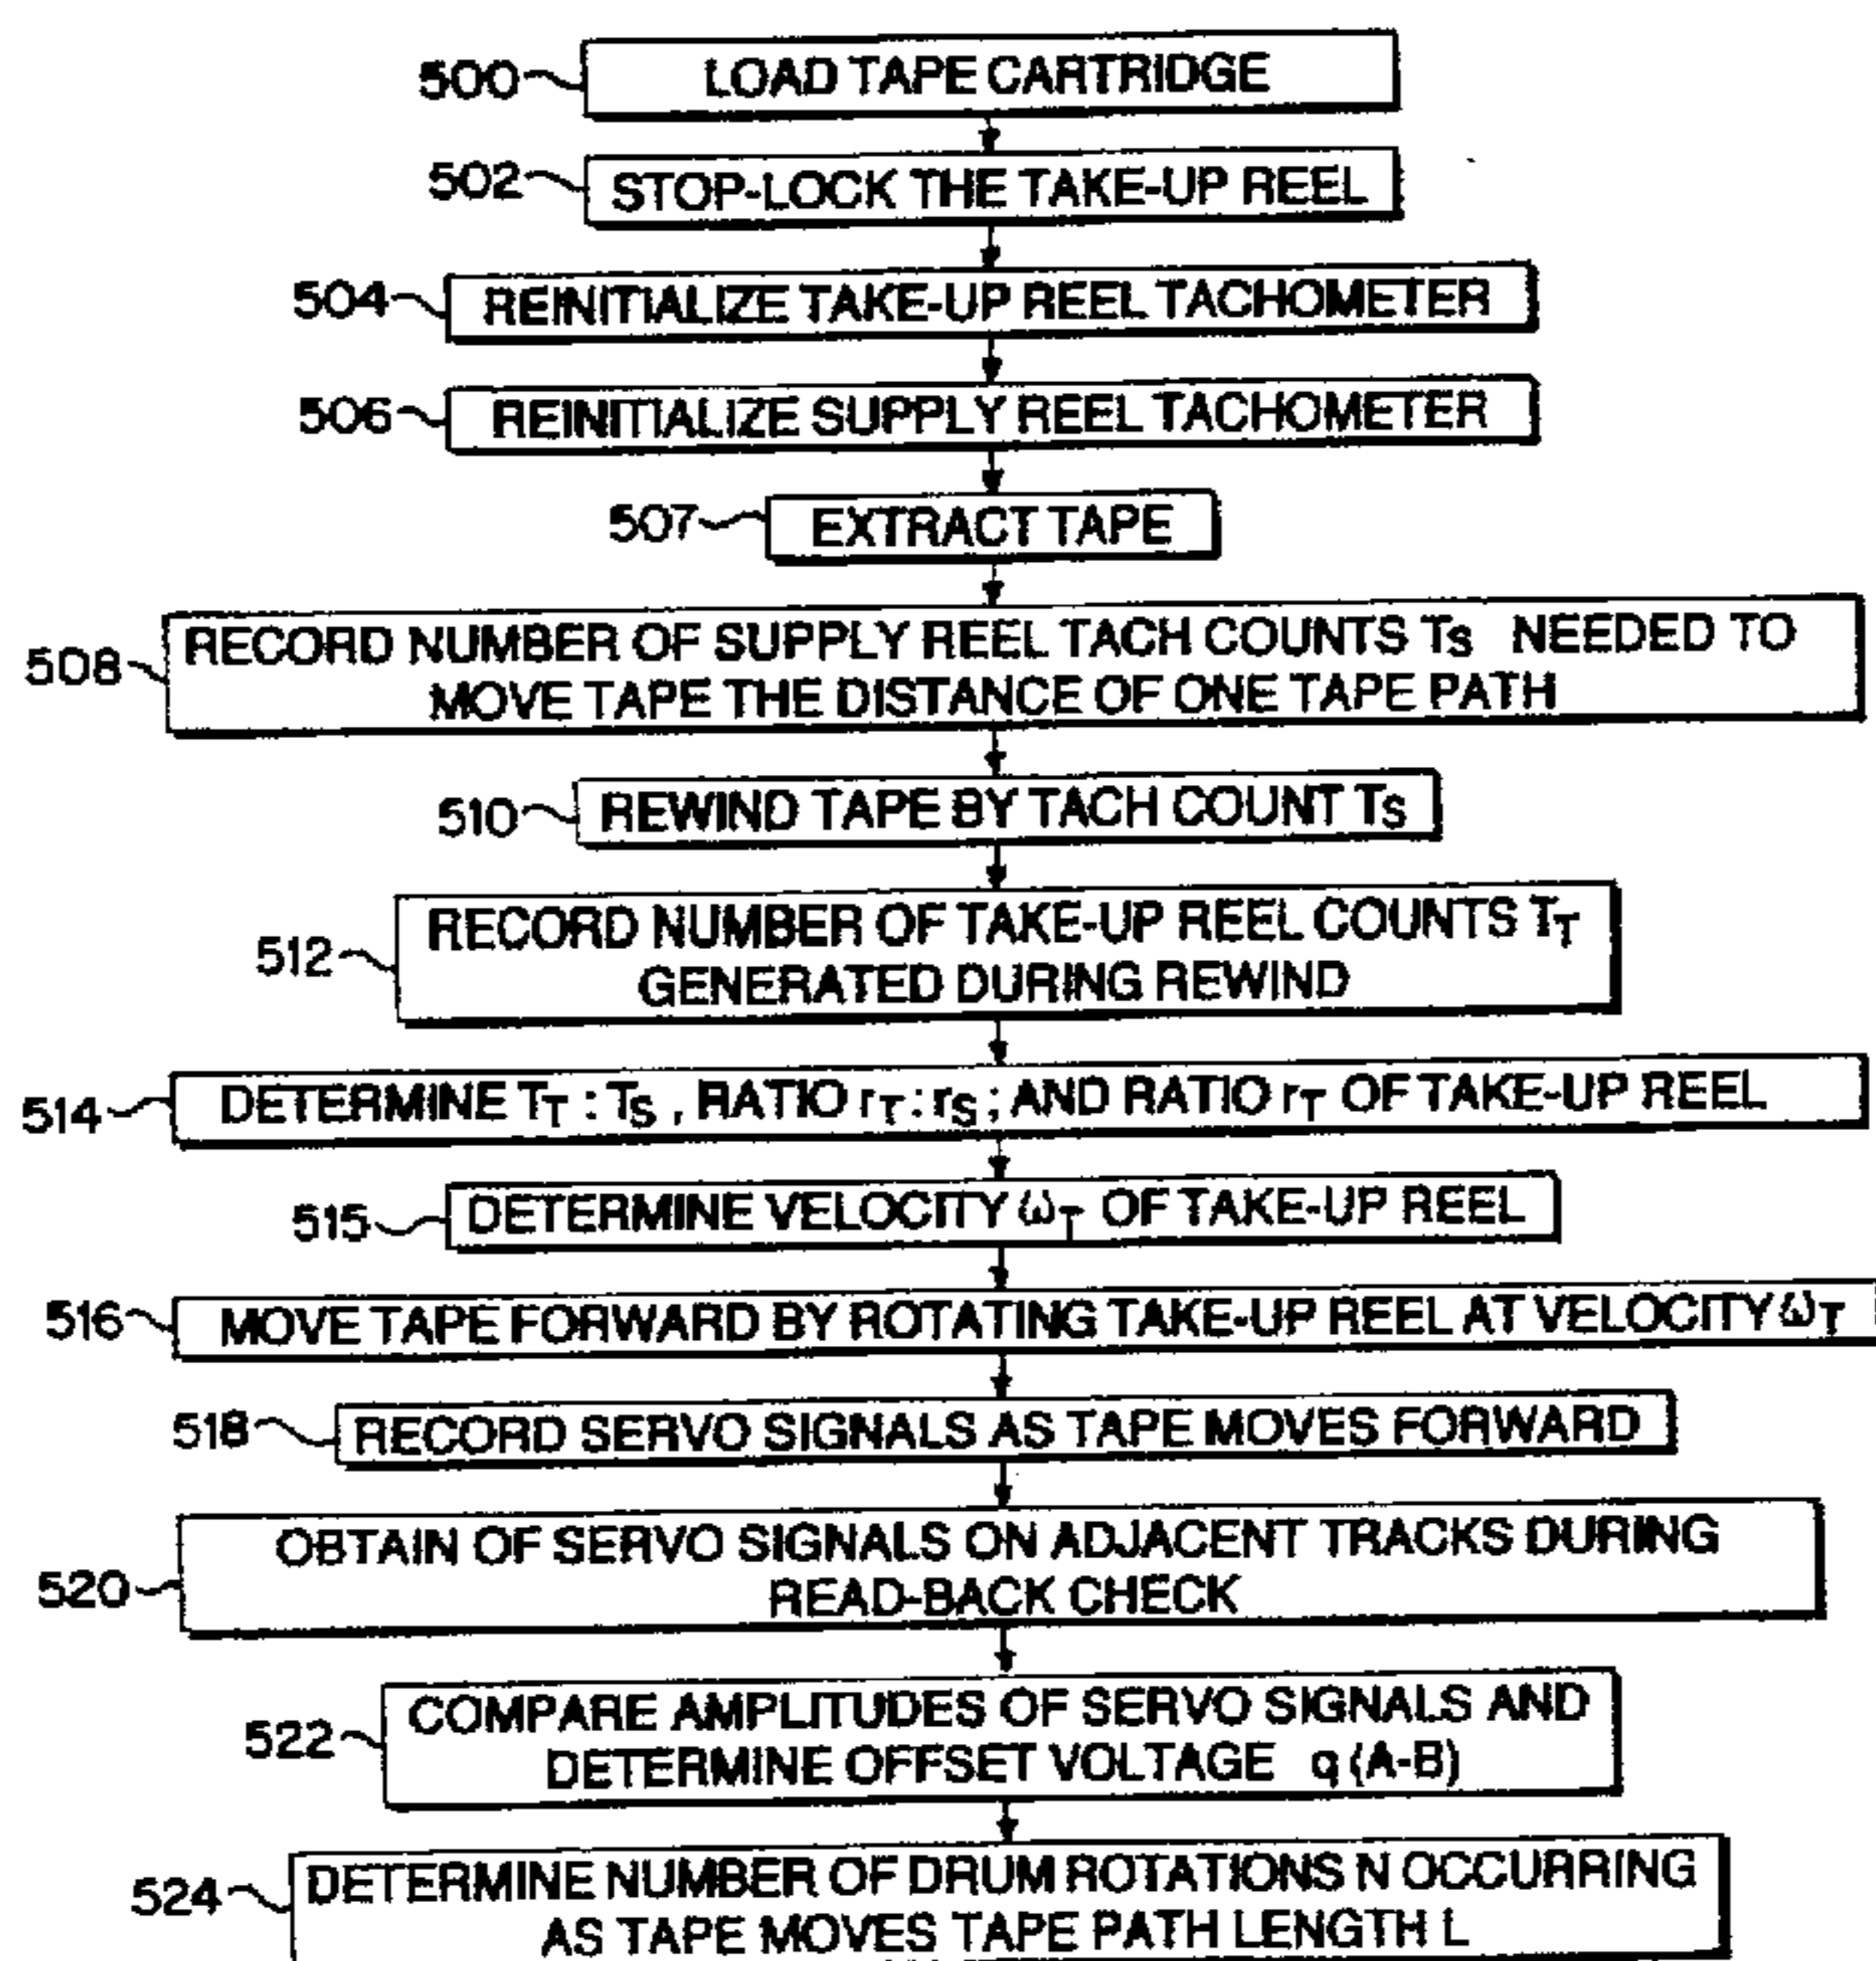 500 LOAD TAPE CARTRIDGE
502 STOP-LOCK THE TAKE-UP REEL
504 REINITIALIZE TAKE-UP REEL TACHOMETER
506 REINITIALIZE SUPPLY REEL TACHOMETER
507 EXTRACT TAPE
508 RECORD NUMBER OF SUPPLY REEL TACH COUNTS TS NEEDED TO
MOVE TAPE THE DISTANCE OF ONE TAPE PATH
510 REWIND TAPE BY TACH COUNT TS
512 RECORD NUMBER OF TAKE-UP REEL COUNTS TT
GENERATED DURING REWIND
514 DETERMINE TT : TS , RATIO rT : rS ; AND RATIO rT OF TAKE-UP REEL
515 DETERMINE VELOCITY ωT OF TAKE-UP REEL
516 MOVE TAPE FORWARD BY ROTATING TAKE-UP REEL AT VELOCITY ωT
518 RECORD SERVO SIGNALS AS TAPE MOVES FORWARD
520 OBTAIN OF SERVO SIGNALS ON ADJACENT TRACKS DURING
READ-BACK CHECK
522 COMPARE AMPLITUDES OF SERVO SIGNALS AND
DETERMINE OFFSET VOLTAGE q (A-B)
524 DETERMINE NUMBER OF DRUM ROTATIONS N OCCURRING
AS TAPE MOVES TAPE PATH LENGTH L